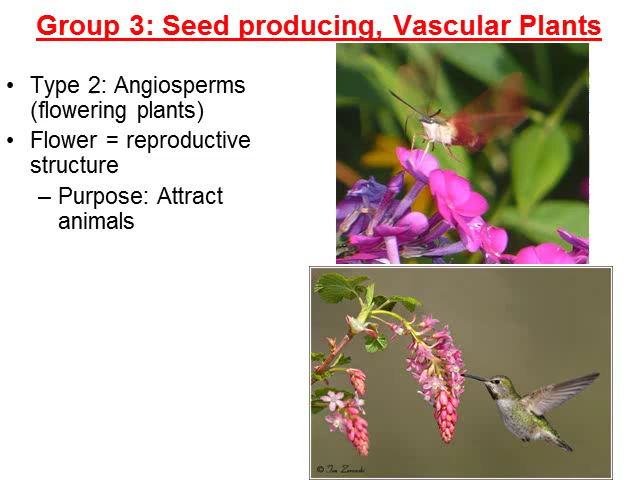 Group 3: Seed producing, Vascular Plants
• Type 2: Angiosperms
(flowering plants)
• Flower = reproductive
structure
– Purpose: Attract
animals
©